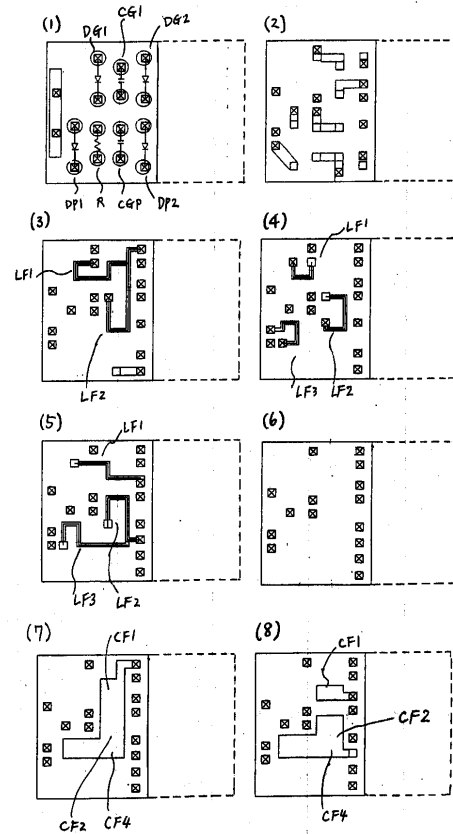 (1)
DG1
CG1
DG2
DP1
R
CGP
DP2
(2)
(3)
LF1
LF2
(4)
LF1
LF2
LF3
(5)
LF1
LF2
LF3
(6)
(7)
CF1
CF2
CF4
(8)
CF1
CF2
CF4